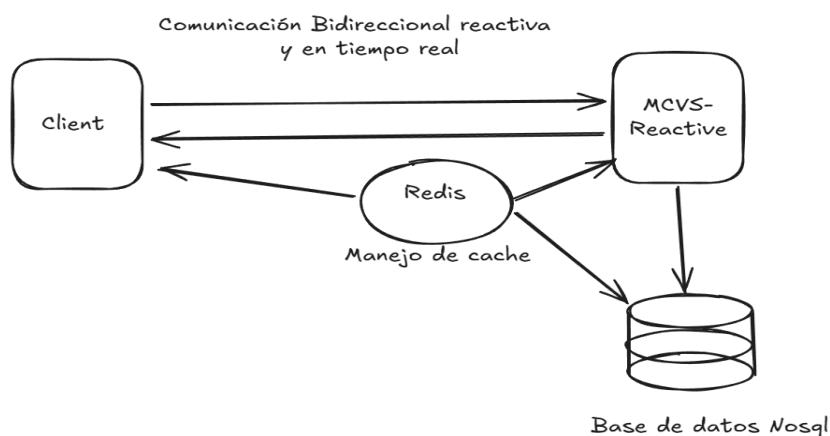 Comunicación Bidireccional reactiva
y en tiempo real
Client
MCVS-
Reactive
Redis
Manejo de cache
Base de datos Nosql